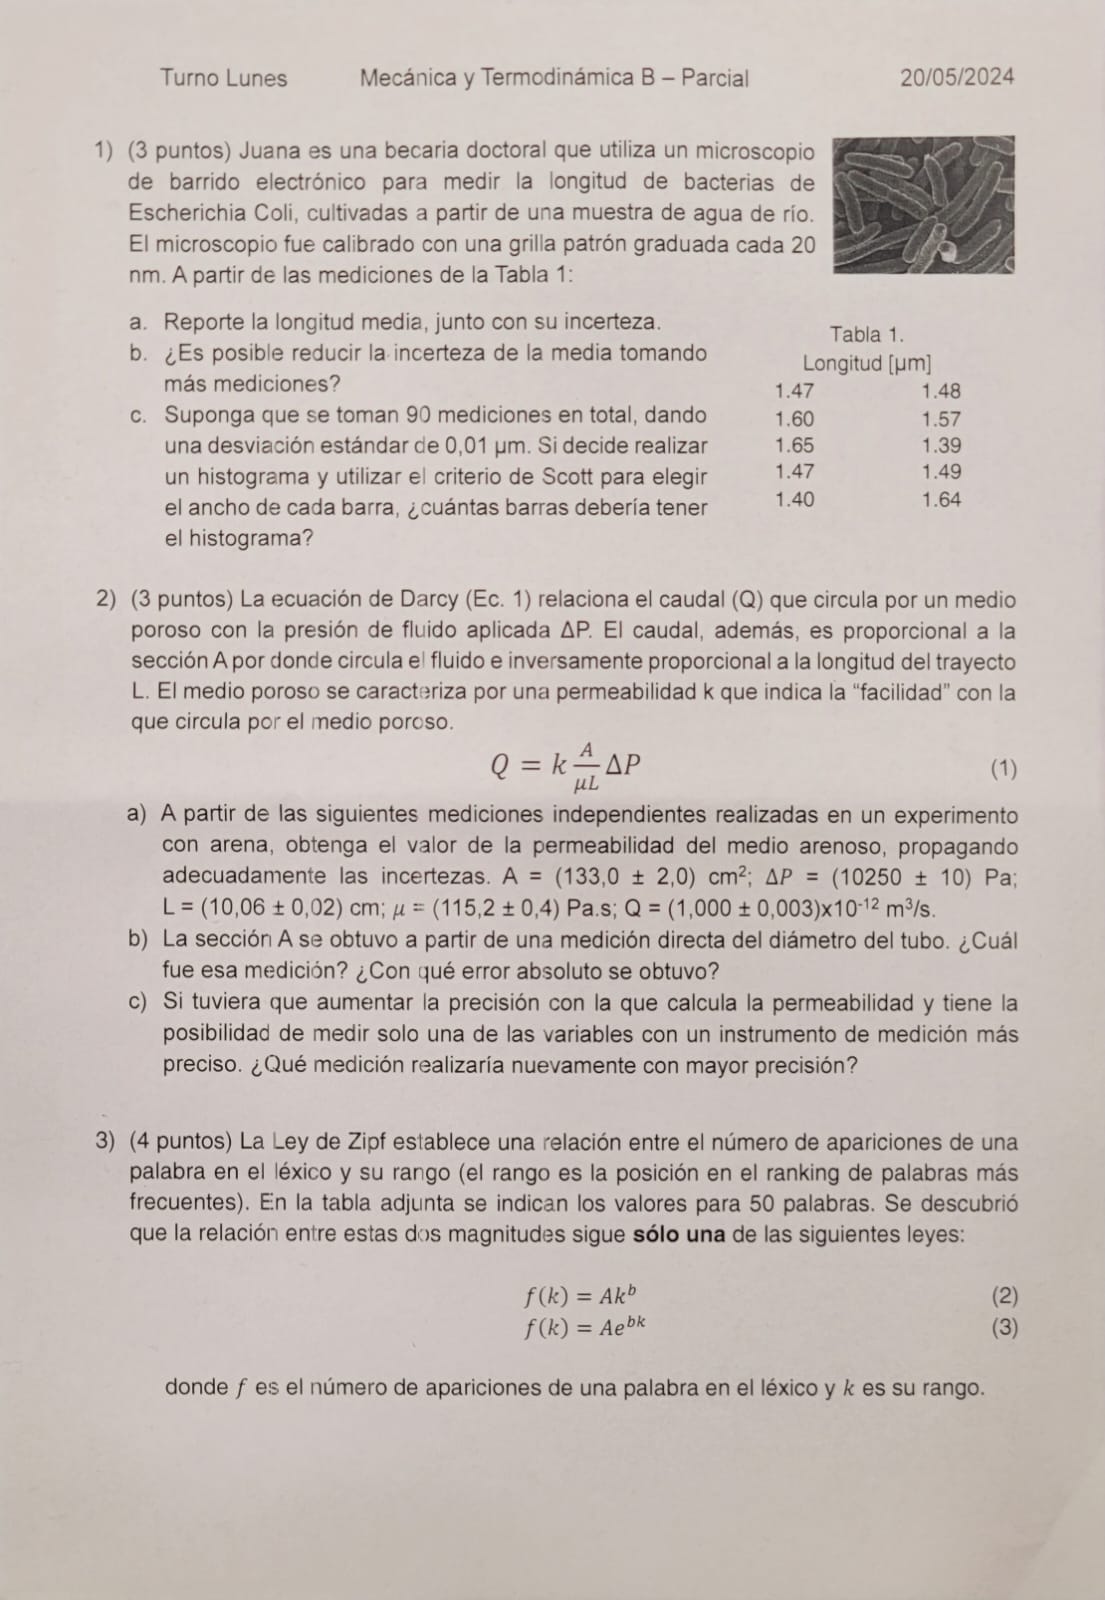 Turno Lunes Mecánica y Termodinámica B – Parcial 20/05/2024
1) (3 puntos) Juana es una becaria doctoral que utiliza un microscopio
de barrido electrónico para medir la longitud de bacterias de
Escherichia Coli, cultivadas a partir de una muestra de agua de río.
El microscopio fue calibrado con una grilla patrón graduada cada 20
nm. A partir de las mediciones de la Tabla 1:
a. Reporte la longitud media, junto con su incerteza.
b. ¿Es posible reducir la incerteza de la media tomando
más mediciones?
c. Suponga que se toman 90 mediciones en total, dando
una desviación estándar de 0,01 µm. Si decide realizar
un histograma y utilizar el criterio de Scott para elegir
el ancho de cada barra, ¿cuántas barras debería tener
el histograma?
Tabla 1.
Longitud [µm]
1.47 1.48
1.60 1.57
1.65 1.39
1.47 1.49
1.40 1.64
2) (3 puntos) La ecuación de Darcy (Ec. 1) relaciona el caudal (Q) que circula por un medio
poroso con la presión de fluido aplicada ΔP. El caudal, además, es proporcional a la
sección A por donde circula el fluido e inversamente proporcional a la longitud del trayecto
L. El medio poroso se caracteriza por una permeabilidad k que indica la “facilidad” con la
que circula por el medio poroso.
Q = k A/μL ΔP (1)
a) A partir de las siguientes mediciones independientes realizadas en un experimento
con arena, obtenga el valor de la permeabilidad del medio arenoso, propagando
adecuadamente las incertezas. A = (133,0 ± 2,0) cm²; ΔP = (10250 ± 10) Pa;
L = (10,06 ± 0,02) cm; μ = (115,2 ± 0,4) Pa.s; Q = (1,000 ± 0,003)x10⁻¹² m³/s.
b) La sección A se obtuvo a partir de una medición directa del diámetro del tubo. ¿Cuál
fue esa medición? ¿Con qué error absoluto se obtuvo?
c) Si tuviera que aumentar la precisión con la que calcula la permeabilidad y tiene la
posibilidad de medir solo una de las variables con un instrumento de medición más
preciso. ¿Qué medición realizaría nuevamente con mayor precisión?
3) (4 puntos) La Ley de Zipf establece una relación entre el número de apariciones de una
palabra en el léxico y su rango (el rango es la posición en el ranking de palabras más
frecuentes). En la tabla adjunta se indican los valores para 50 palabras. Se descubrió
que la relación entre estas dos magnitudes sigue sólo una de las siguientes leyes:
f(k) = Akᵇ (2)
f(k) = Aeᵇᵏ (3)
donde f es el número de apariciones de una palabra en el léxico y k es su rango.